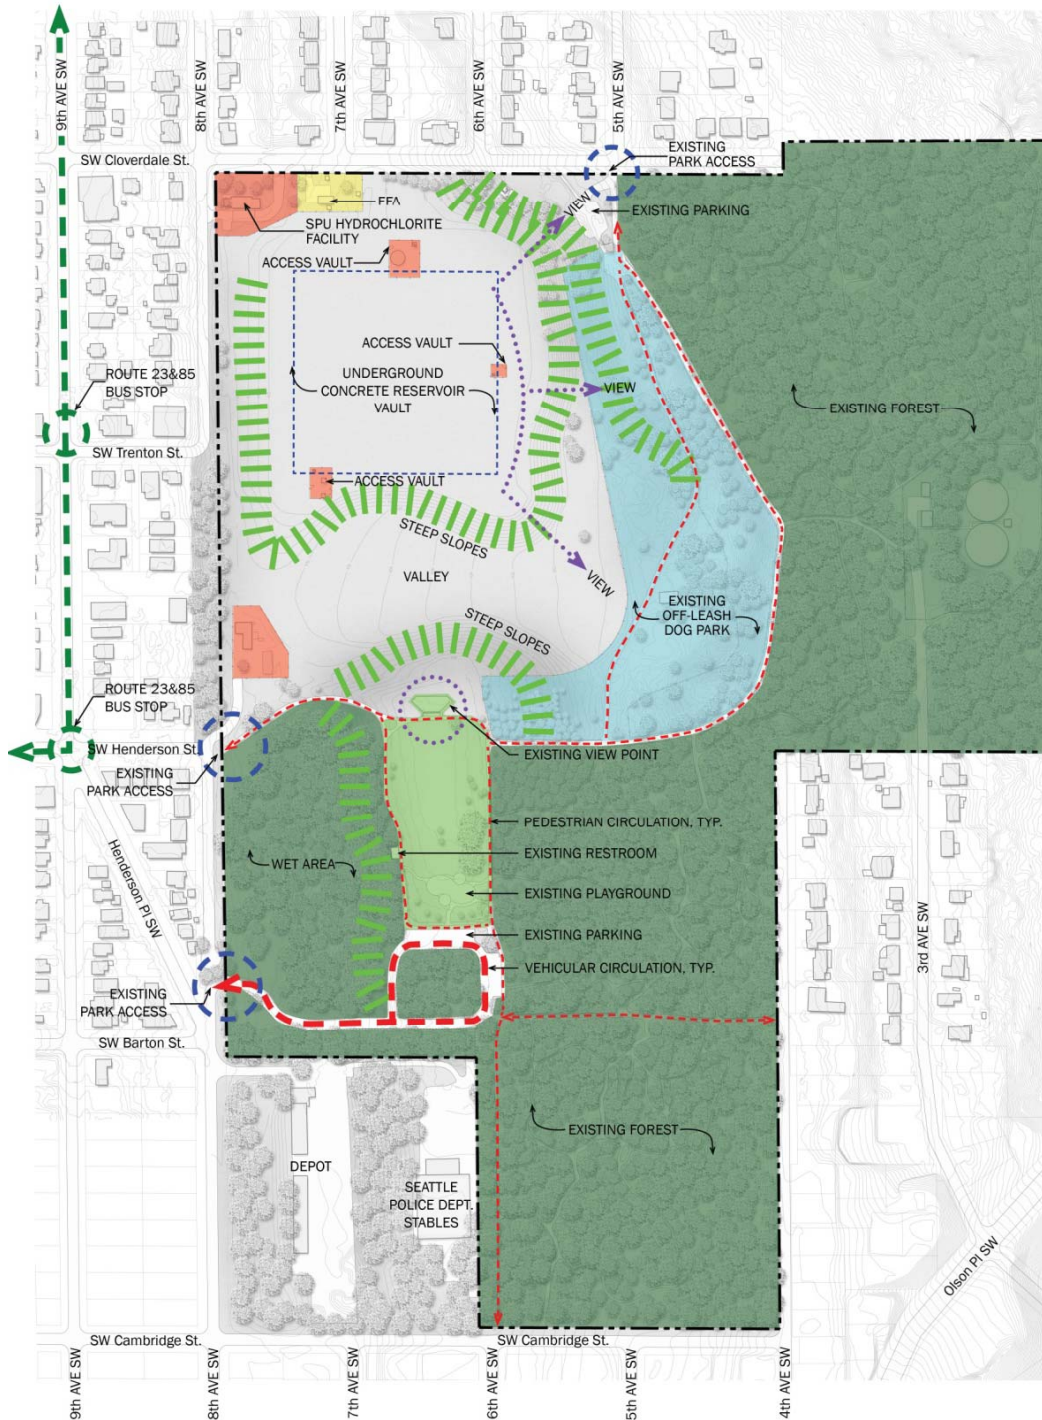 9th AVE SW
8th AVE SW
7th AVE SW
6th AVE SW
5th AVE SW
SW Cloverdale St.
EXISTING
PARK ACCESS
VIEW
EXISTING PARKING
FFA
SPU HYDROCHLORITE
FACILITY
ACCESS VAULT
ACCESS VAULT
UNDERGROUND
CONCRETE RESERVOIR
VAULT
VIEW
ROUTE 23&85
BUS STOP
EXISTING FOREST
SW Trenton St.
ACCESS VAULT
STEEP SLOPES
VALLEY
VIEW
EXISTING
OFF-LEASH
DOG PARK
STEEP SLOPES
ROUTE 23&85
BUS STOP
SW Henderson St.
EXISTING
PARK ACCESS
EXISTING VIEW POINT
PEDESTRIAN CIRCULATION, TYP.
EXISTING RESTROOM
WET AREA
EXISTING PLAYGROUND
Henderson Pl SW
EXISTING PARKING
3rd AVE SW
VEHICULAR CIRCULATION, TYP.
EXISTING
PARK ACCESS
SW Barton St.
EXISTING FOREST
DEPOT
SEATTLE
POLICE DEPT.
STABLES
Olson Pl SW
SW Cambridge St.
SW Cambridge St.
9th AVE SW
8th AVE SW
7th AVE SW
6th AVE SW
5th AVE SW
4th AVE SW